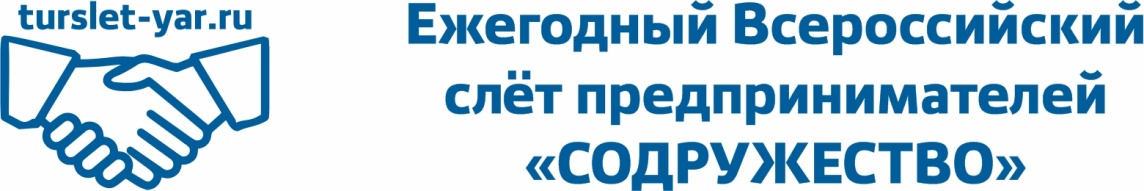 turslet-yar.ru
Ежегодный Всероссийский
слёт предпринимателей
«СОДРУЖЕСТВО»